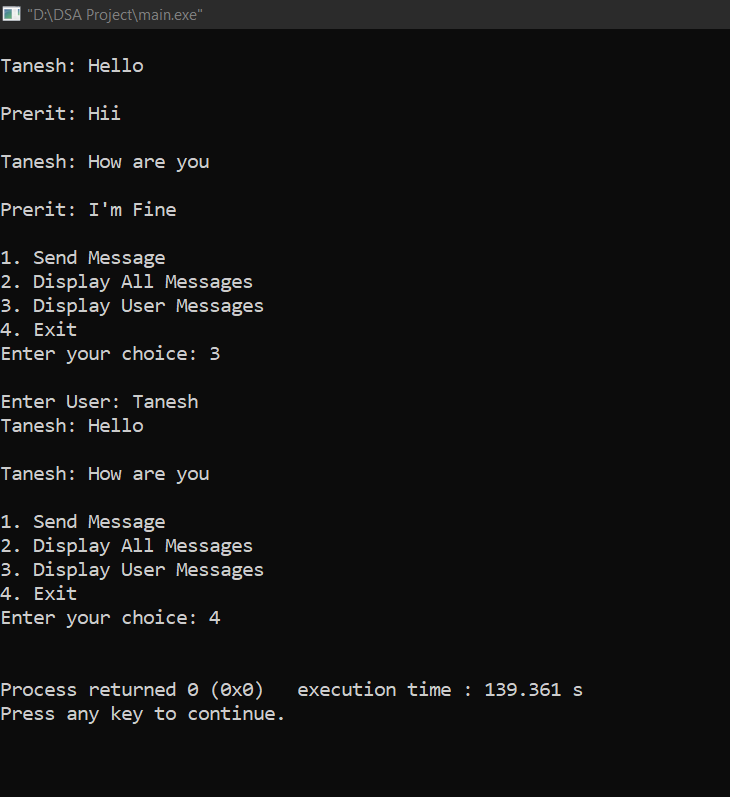 "D:\DSA Project\main.exe"
Tanesh: Hello
Prerit: Hii
Tanesh: How are you
Prerit: I'm Fine
1. Send Message
2. Display All Messages
3. Display User Messages
4. Exit
Enter your choice: 3
Enter User: Tanesh
Tanesh: Hello
Tanesh: How are you
1. Send Message
2. Display All Messages
3. Display User Messages
4. Exit
Enter your choice: 4
Process returned 0 (0x0)   execution time : 139.361 s
Press any key to continue.